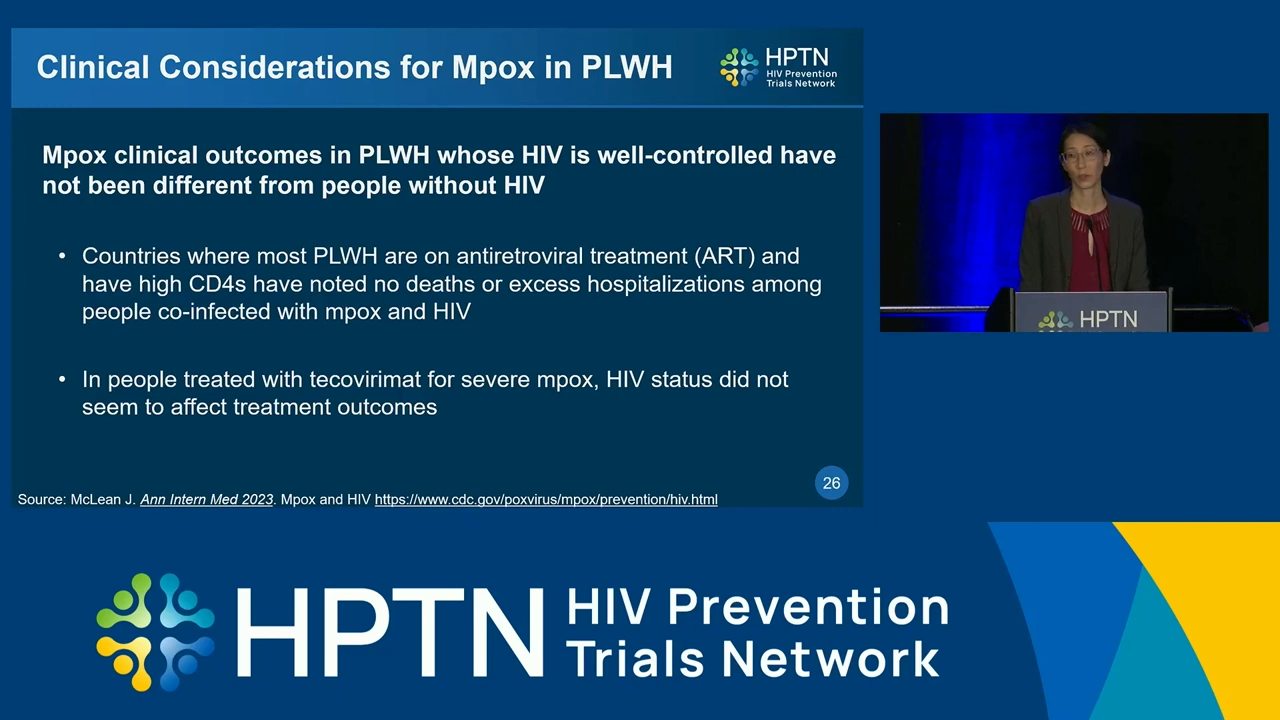 Clinical Considerations for Mpox in PLWH
HPTN
HIV Prevention
Trials Network
Mpox clinical outcomes in PLWH whose HIV is well-controlled have
not been different from people without HIV
• Countries where most PLWH are on antiretroviral treatment (ART) and
have high CD4s have noted no deaths or excess hospitalizations among
people co-infected with mpox and HIV
• In people treated with tecovirimat for severe mpox, HIV status did not
seem to affect treatment outcomes
26
Source: McLean J. Ann Intern Med 2023. Mpox and HIV https://www.cdc.gov/poxvirus/mpox/prevention/hiv.html
HPTN
HPTN
HIV Prevention
Trials Network